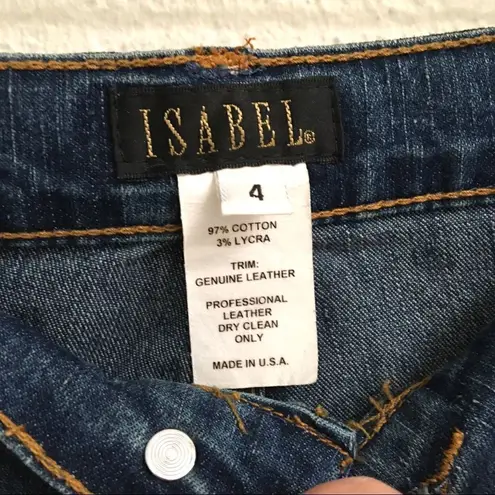 ISABEL®
4
97% COTTON
3% LYCRA
TRIM:
GENUINE LEATHER
PROFESSIONAL
LEATHER
DRY CLEAN
ONLY
MADE IN U.S.A.